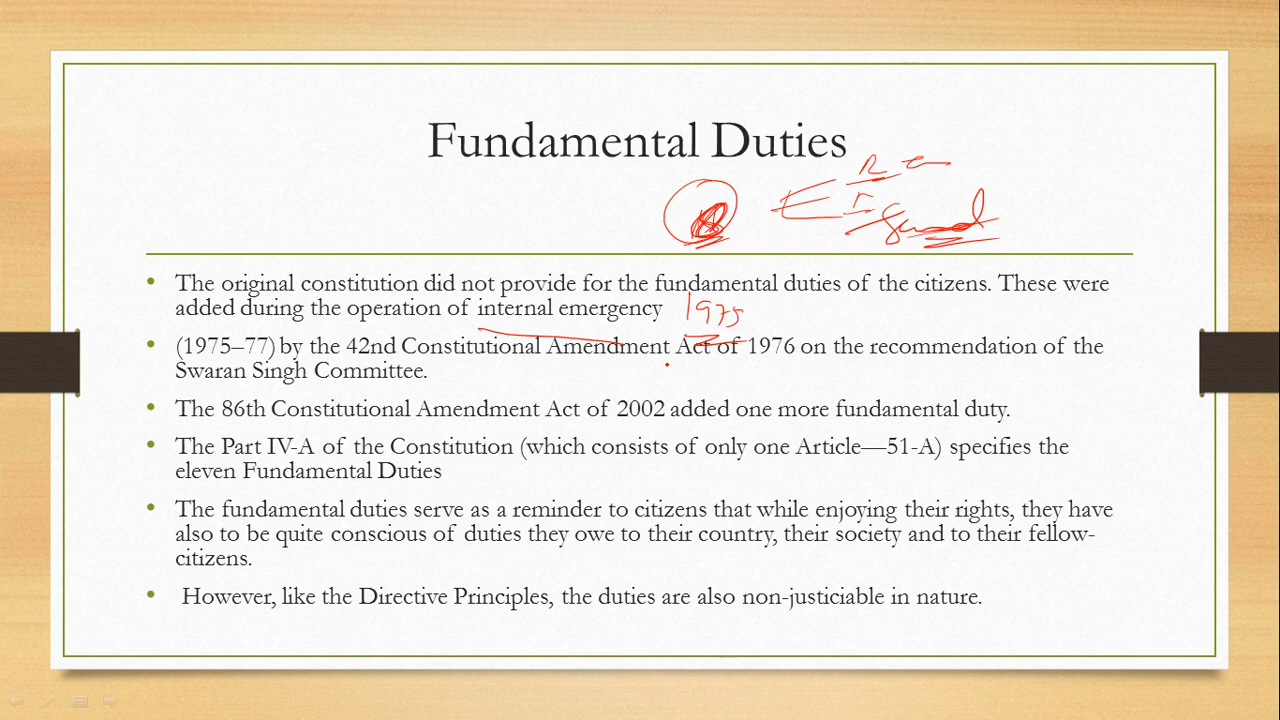 Fundamental Duties
• The original constitution did not provide for the fundamental duties of the citizens. These were
added during the operation of internal emergency 1975
• (1975–77) by the 42nd Constitutional Amendment Act of 1976 on the recommendation of the
Swaran Singh Committee.
• The 86th Constitutional Amendment Act of 2002 added one more fundamental duty.
• The Part IV-A of the Constitution (which consists of only one Article—51-A) specifies the
eleven Fundamental Duties
• The fundamental duties serve as a reminder to citizens that while enjoying their rights, they have
also to be quite conscious of duties they owe to their country, their society and to their fellow-
citizens.
• However, like the Directive Principles, the duties are also non-justiciable in nature.